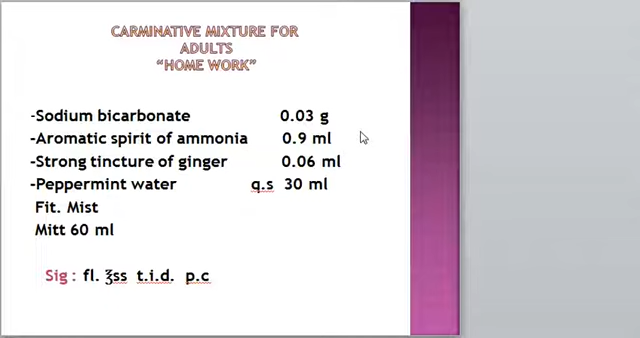 CARMINATIVE MIXTURE FOR
ADULTS
“HOME WORK”
-Sodium bicarbonate 0.03 g
-Aromatic spirit of ammonia 0.9 ml
-Strong tincture of ginger 0.06 ml
-Peppermint water q.s 30 ml
Fit. Mist
Mitt 60 ml
Sig : fl. ʒ̄ss t.i.d. p.c